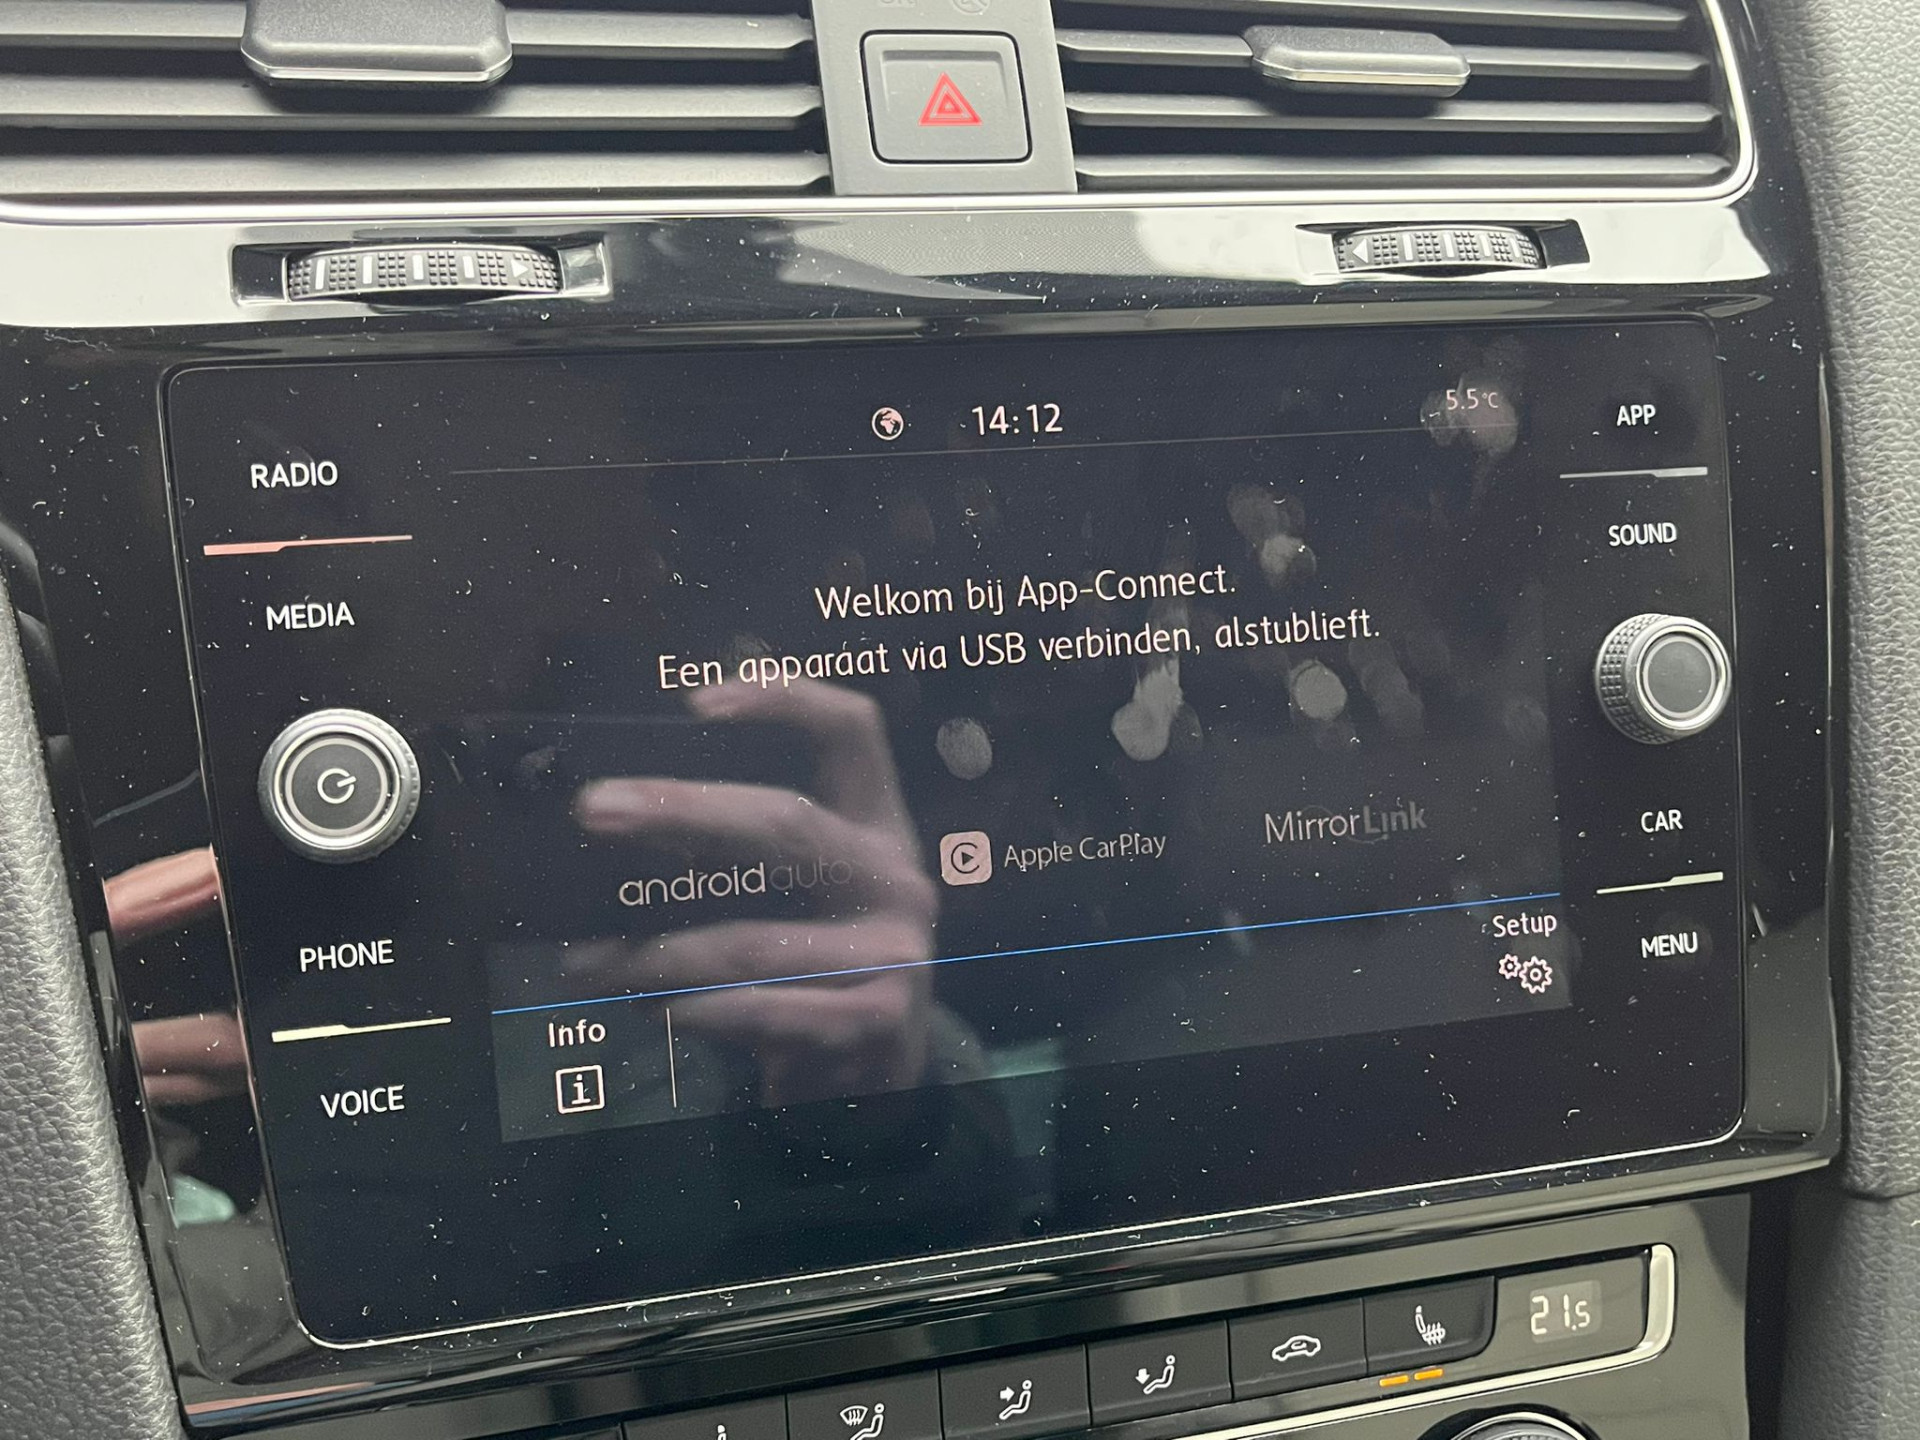 14:12
5.5°C
APP
RADIO
SOUND
MEDIA
Welkom bij App-Connect.
Een apparaat via USB verbinden, alstublieft.
androidauto
Apple CarPlay
MirrorLink
CAR
PHONE
Setup
MENU
Info
i
VOICE
21.5